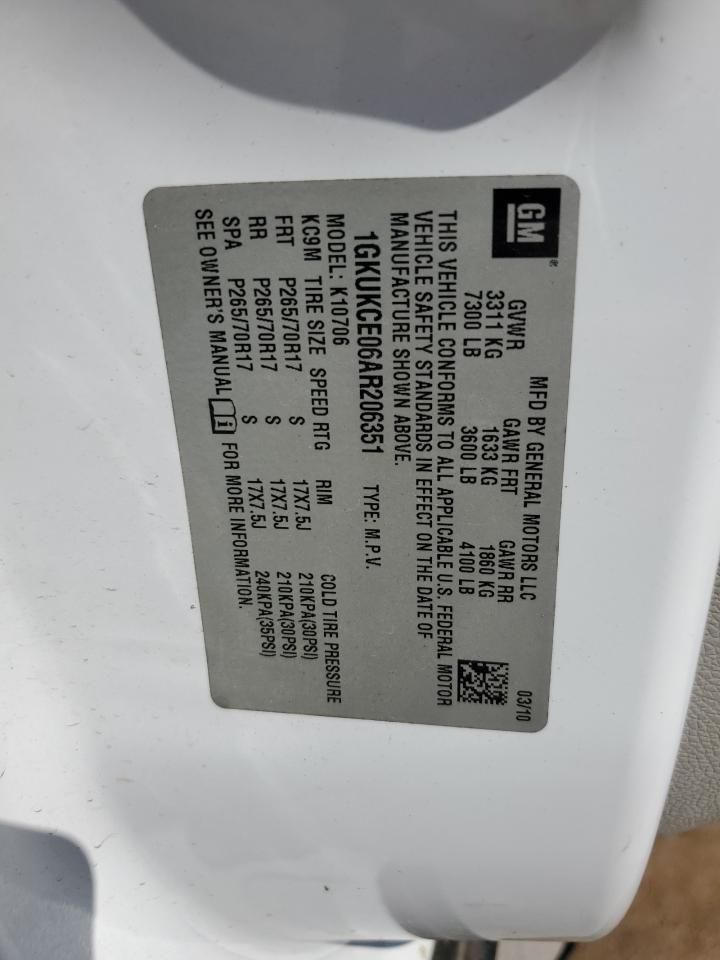 GM
MFD BY GENERAL MOTORS LLC 03/10
GVWR GAWR FRT GAWR RR
3311 KG 1633 KG 1860 KG
7300 LB 3600 LB 4100 LB
THIS VEHICLE CONFORMS TO ALL APPLICABLE U.S. FEDERAL MOTOR
VEHICLE SAFETY STANDARDS IN EFFECT ON THE DATE OF
MANUFACTURE SHOWN ABOVE.
1GKUKCE06AR206351 TYPE: M.P.V.
MODEL: K10706
KC9M TIRE SIZE SPEED RTG RIM COLD TIRE PRESSURE
FRT P265/70R17 S 17X7.5J 210KPA(30PSI)
RR P265/70R17 S 17X7.5J 210KPA(30PSI)
SPA P265/70R17 S 17X7.5J 240KPA(35PSI)
SEE OWNER'S MANUAL i FOR MORE INFORMATION.